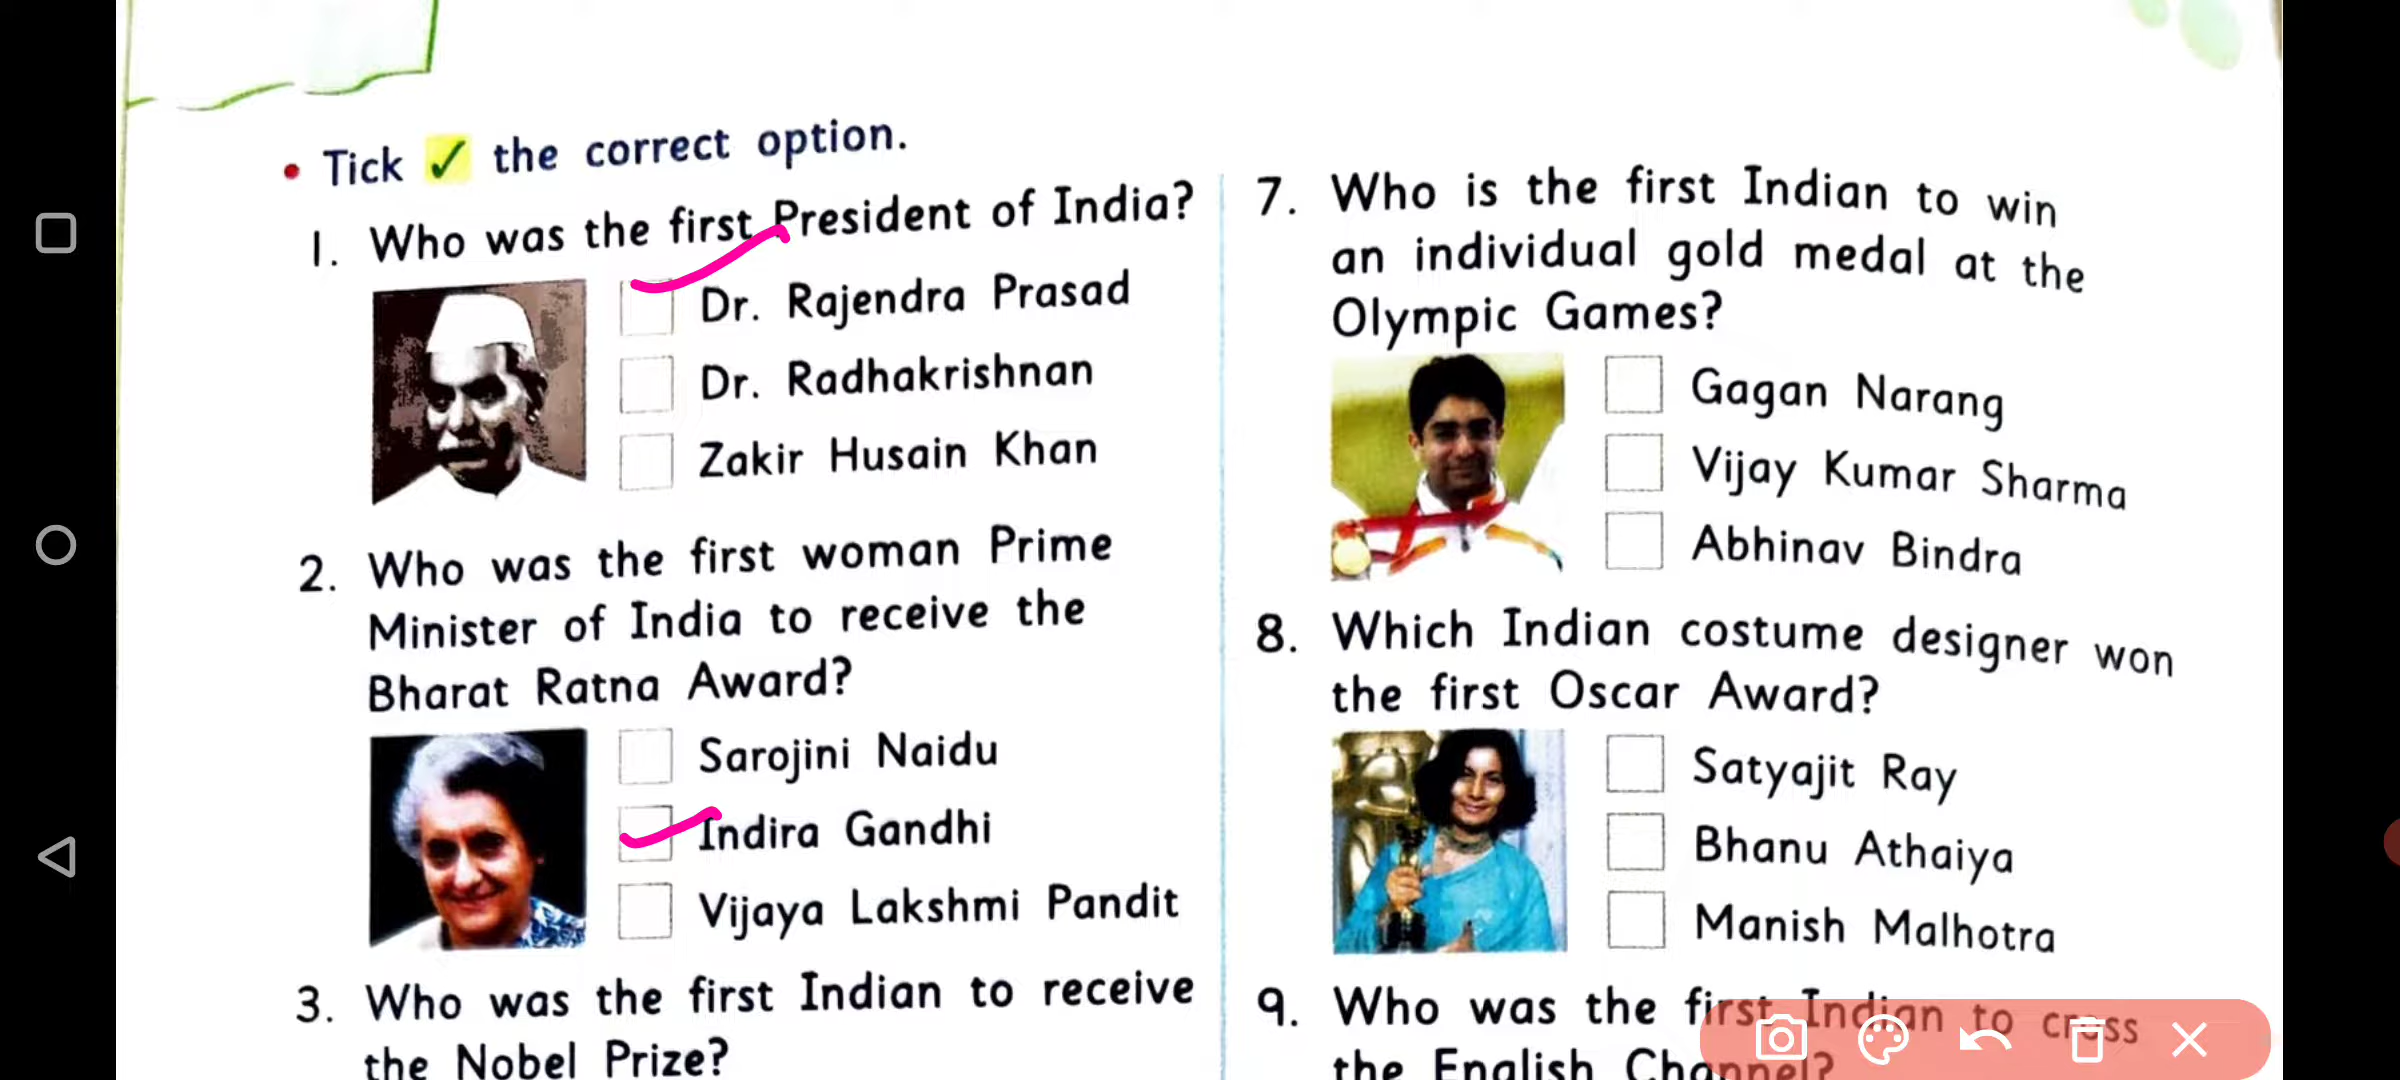 • Tick ✓ the correct option.
1. Who was the first President of India?
Dr. Rajendra Prasad
Dr. Radhakrishnan
Zakir Husain Khan
2. Who was the first woman Prime
Minister of India to receive the
Bharat Ratna Award?
Sarojini Naidu
Indira Gandhi
Vijaya Lakshmi Pandit
3. Who was the first Indian to receive
the Nobel Prize?
7. Who is the first Indian to win
an individual gold medal at the
Olympic Games?
Gagan Narang
Vijay Kumar Sharma
Abhinav Bindra
8. Which Indian costume designer won
the first Oscar Award?
Satyajit Ray
Bhanu Athaiya
Manish Malhotra
9. Who was the first Indian to cross
the English Channel?